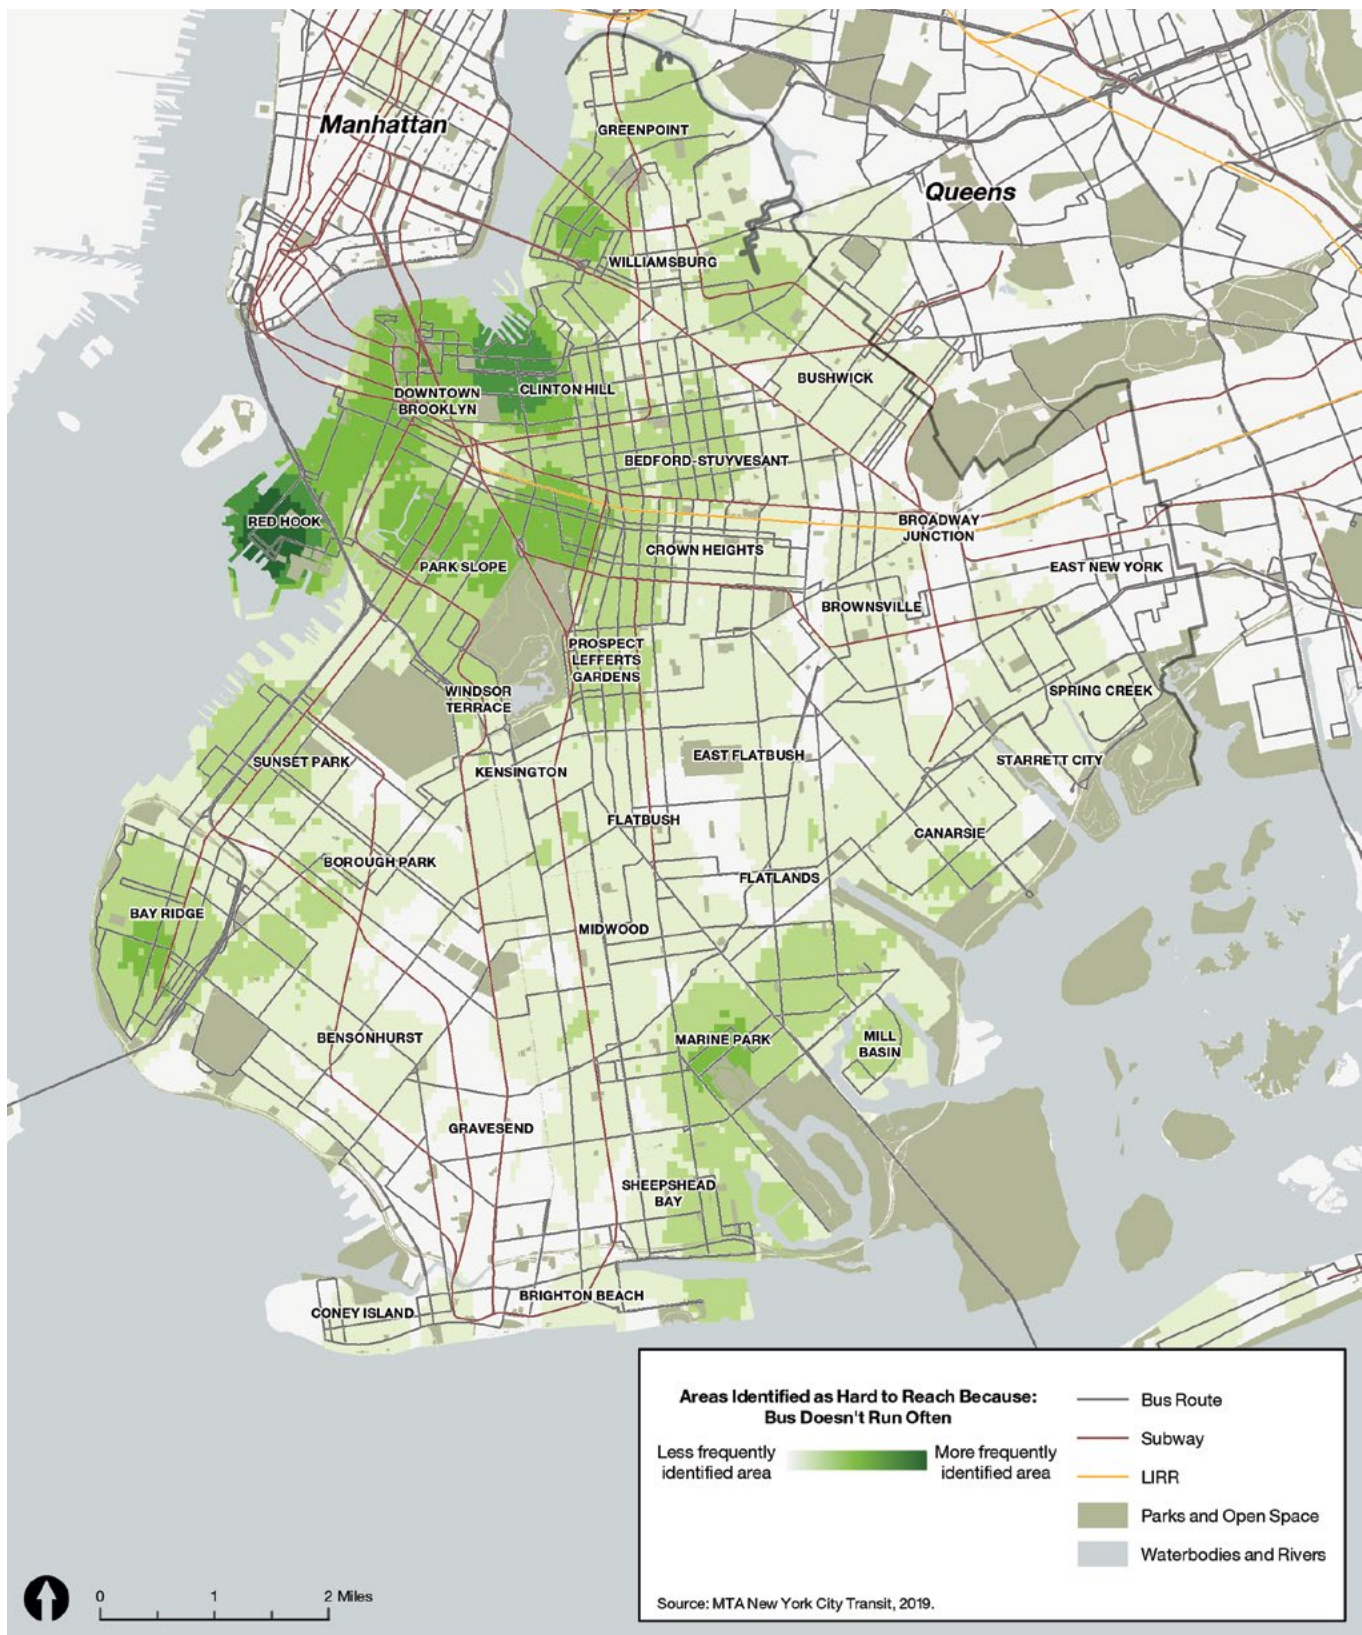 Manhattan
GREENPOINT
Queens
WILLIAMSBURG
BUSHWICK
DOWNTOWN
BROOKLYN
CLINTON HILL
BEDFORD-STUYVESANT
RED HOOK
BROADWAY
JUNCTION
CROWN HEIGHTS
PARK SLOPE
EAST NEW YORK
BROWNSVILLE
PROSPECT
LEFFERTS
GARDENS
WINDSOR
TERRACE
SPRING CREEK
SUNSET PARK
KENSINGTON
EAST FLATBUSH
STARRETT CITY
FLATBUSH
CANARSIE
BOROUGH PARK
FLATLANDS
BAY RIDGE
MIDWOOD
BENSONHURST
MARINE PARK
MILL
BASIN
GRAVESEND
SHEEPSHEAD
BAY
BRIGHTON BEACH
CONEY ISLAND
Areas Identified as Hard to Reach Because:
Bus Doesn't Run Often
Less frequently
identified area
More frequently
identified area
Bus Route
Subway
LIRR
Parks and Open Space
Waterbodies and Rivers
Source: MTA New York City Transit, 2019.
0 1 2 Miles